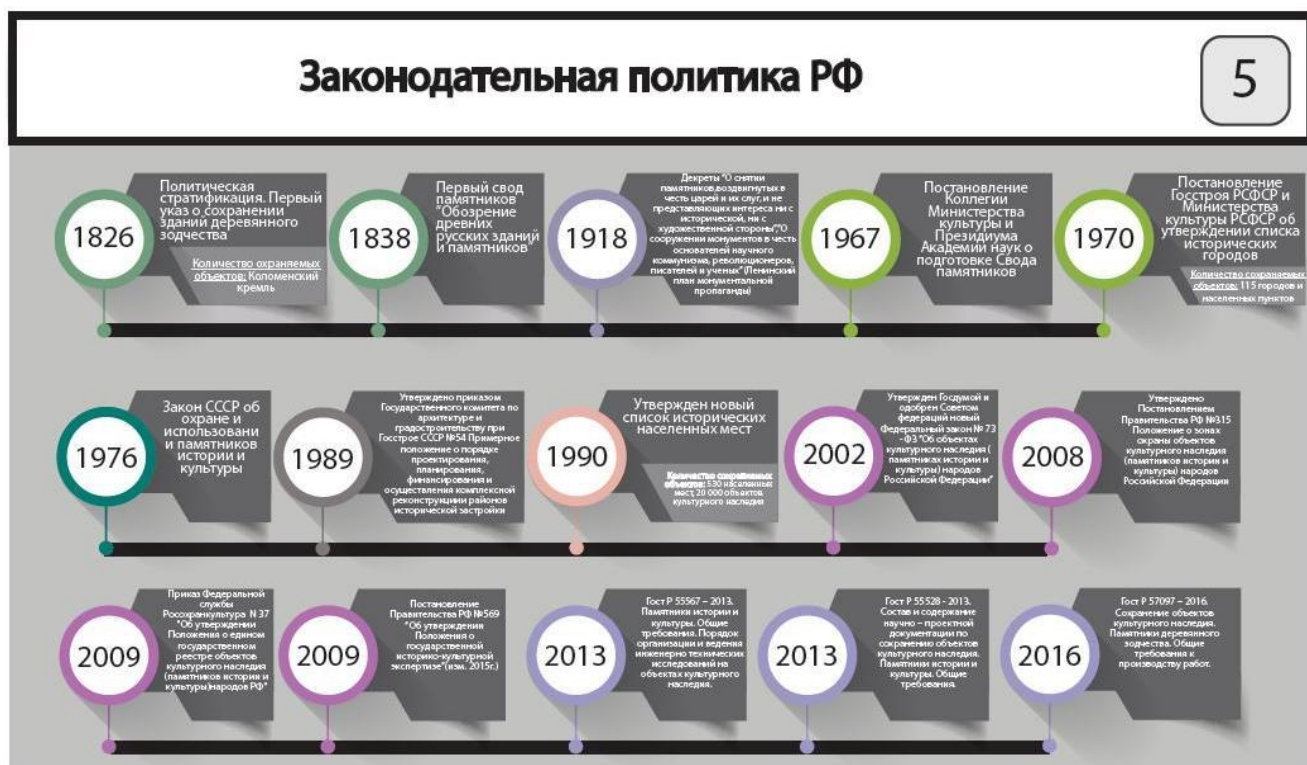 Законодательная политика РФ
5
1826
Политическая
стратификация. Первый
указ о сохранении
здании деревянного
зодчества
Количество охраняемых
объектов: Коломенский
кремль
1838
Первый свод
памятников
"Обозрение
древних
русских зданий
и памятников"
1918
Декреты "О снятии
памятников,воздвигнутых в
честь царей и их слуг, и не
представляющих интереса ни с
исторической, ни с
художественной стороны","О
сооружении монументов в честь
основателей научного
коммунизма, революционеров,
писателей и ученых" (Ленинский
план монументальной
пропаганды)
1967
Постановление
Коллегии
Министерства
культуры и
Президиума
Академии наук о
подготовке Свода
памятников
1970
Постановление
Госстроя РСФСР и
Министерства
культуры РСФСР об
утверждении списка
исторических
городов
Количество сохраняемых
объектов: 115 городов и
населенных пунктов
1976
Закон СССР об
охране и
использовани
и памятников
истории и
культуры
1989
Утверждено приказом
Государственного комитета по
архитектуре и
градостроительству при
Госстрое СССР №54 Примерное
положение о порядке
проектирования,
планирования,
финансирования и
осуществления комплексной
реконструкциии районов
исторической застройки
1990
Утвержден новый
список исторических
населенных мест
Количество сохраняемых
объектов: 530 населенных
мест, 20 000 объектов
культурного наследия
2002
Утвержден Госдумой и
одобрен Советом
федераций новый
Федеральный закон № 73
- ФЗ "Об объектах
культурного наследия (
памятниках истории и
культуры) народов
Российской Федерации"
2008
Утверждено
Постановлением
Правительства РФ №315
Положение о зонах
охраны объектов
культурного наследия
(памятников истории и
культуры) народов
Российской Федерации
2009
Приказ Федеральной
службы
Росохранкультура N 37
"Об утверждении
Положения о едином
государственном
реестре объектов
культурного наследия
(памятников истории и
культуры)народов РФ"
2009
Постановление
Правительства РФ №569
"Об утверждении
Положения о
государственной
историко-культурной
экспертизе"(изм. 2015г.)
2013
Гост Р 55567 – 2013.
Памятники истории и
культуры. Общие
требования. Порядок
организации и ведения
инженерно технических
исследований на
объектах культурного
наследия.
2013
Гост Р 55528 - 2013.
Состав и содержание
научно – проектной
документации по
сохранению объектов
культурного наследия.
Памятники истории и
культуры. Общие
требования.
2016
Гост Р 57097 – 2016.
Сохранение объектов
культурного наследия.
Памятники деревянного
зодчества. Общие
требования к
производству работ.